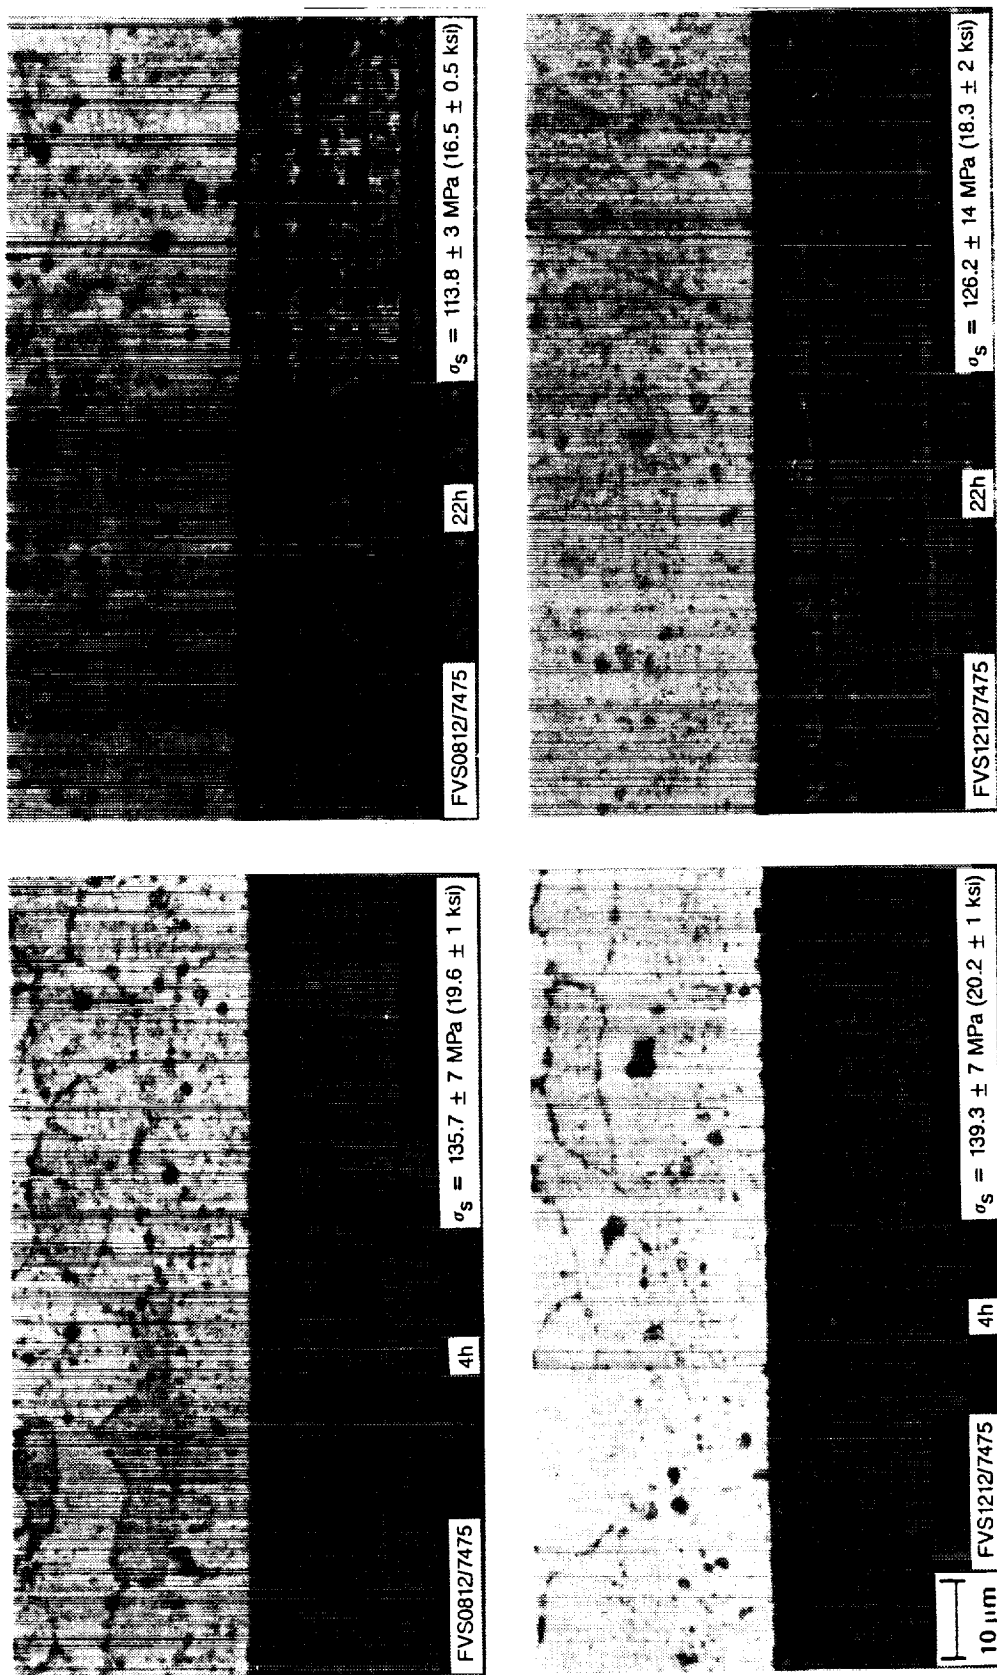 FVS0812/7475
4h
σS = 135.7 ± 7 MPa (19.6 ± 1 ksi)
FVS0812/7475
22h
σS = 113.8 ± 3 MPa (16.5 ± 0.5 ksi)
10 μm
FVS1212/7475
4h
σS = 139.3 ± 7 MPa (20.2 ± 1 ksi)
FVS1212/7475
22h
σS = 126.2 ± 14 MPa (18.3 ± 2 ksi)